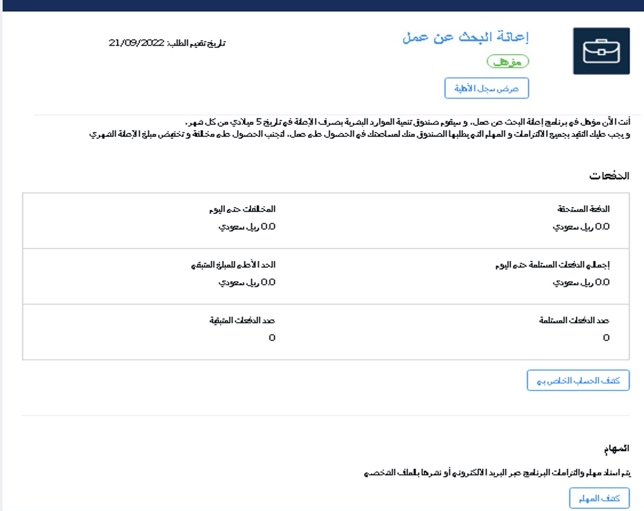 إعانة البحث عن عمل
تاريخ تقديم الطلب: 21/09/2022
مؤهل
عرض سجل الأهلية
أنت الأن مؤهل في برنامج إعانة البحث عن عمل، و سيقوم صندوق تنمية الموارد البشرية بصرف الإعانة في تاريخ 5 ميلادي من كل شهر.
و يجب عليك التقيد بجميع الالتزامات و المهام التي يطلبها الصندوق منك لمساعدتك في الحصول على عمل. لتجنب الحصول على مخالفة و تخفيض مبلغ الإعانة الشهري.
الدفعات
الدفعة المستحقة
0.0 ريال سعودي
المخالفات حتى اليوم
0.0 ريال سعودي
إجمالي الدفعات المستلمة حتى اليوم
0.0 ريال سعودي
الحد الأعلى للمبلغ المتبقي
0.0 ريال سعودي
عدد الدفعات المستلمة
0
عدد الدفعات المتبقية
0
كشف الحساب الخاص بي
المهام
يتم اسناد مهام والتزامات البرنامج عبر البريد الالكتروني أو نشرها بالملف الشخصي
كشف المهام